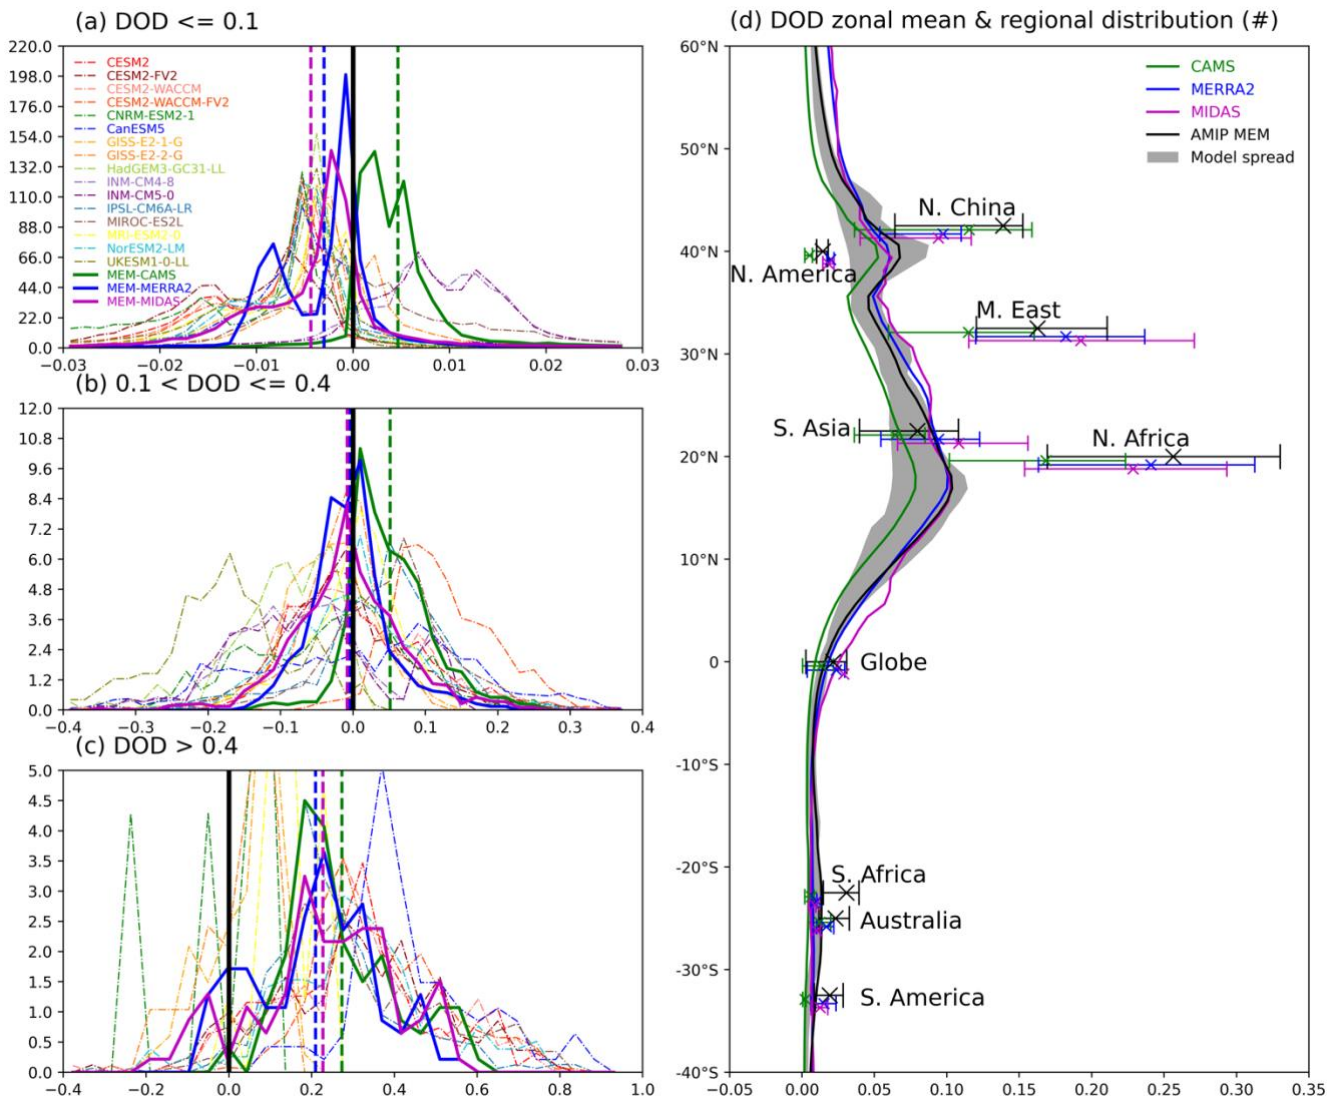 (a) DOD <= 0.1
220.0
198.0
176.0
154.0
132.0
110.0
88.0
66.0
44.0
22.0
0.0
CESM2
CESM2-FV2
CESM2-WACCM
CESM2-WACCM-FV2
CNRM-ESM2-1
CanESM5
GISS-E2-1-G
GISS-E2-2-G
HadGEM3-GC31-LL
INM-CM4-8
INM-CM5-0
IPSL-CM6A-LR
MIROC-ES2L
MRI-ESM2-0
NorESM2-LM
UKESM1-0-LL
MEM-CAMS
MEM-MERRA2
MEM-MIDAS
−0.03 −0.02 −0.01 0.00 0.01 0.02 0.03
(b) 0.1 < DOD <= 0.4
12.0
10.8
9.6
8.4
7.2
6.0
4.8
3.6
2.4
1.2
0.0
−0.4 −0.3 −0.2 −0.1 0.0 0.1 0.2 0.3 0.4
(c) DOD > 0.4
5.0
4.5
4.0
3.5
3.0
2.5
2.0
1.5
1.0
0.5
0.0
−0.4 −0.2 0.0 0.2 0.4 0.6 0.8 1.0
(d) DOD zonal mean & regional distribution (#)
60°N
50°N
40°N
30°N
20°N
10°N
0
-10°S
-20°S
-30°S
-40°S
CAMS
MERRA2
MIDAS
AMIP MEM
Model spread
N. China
N. America
M. East
S. Asia
N. Africa
Globe
S. Africa
Australia
S. America
−0.05 0.00 0.05 0.10 0.15 0.20 0.25 0.30 0.35